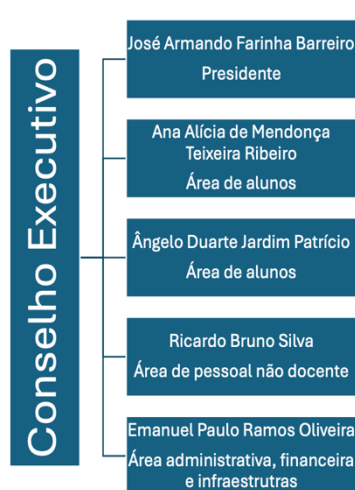 Conselho Executivo
José Armando Farinha Barreiro
Presidente
Ana Alícia de Mendonça
Teixeira Ribeiro
Área de alunos
Ângelo Duarte Jardim Patrício
Área de alunos
Ricardo Bruno Silva
Área de pessoal não docente
Emanuel Paulo Ramos Oliveira
Área administrativa, financeira
e infraestrutras